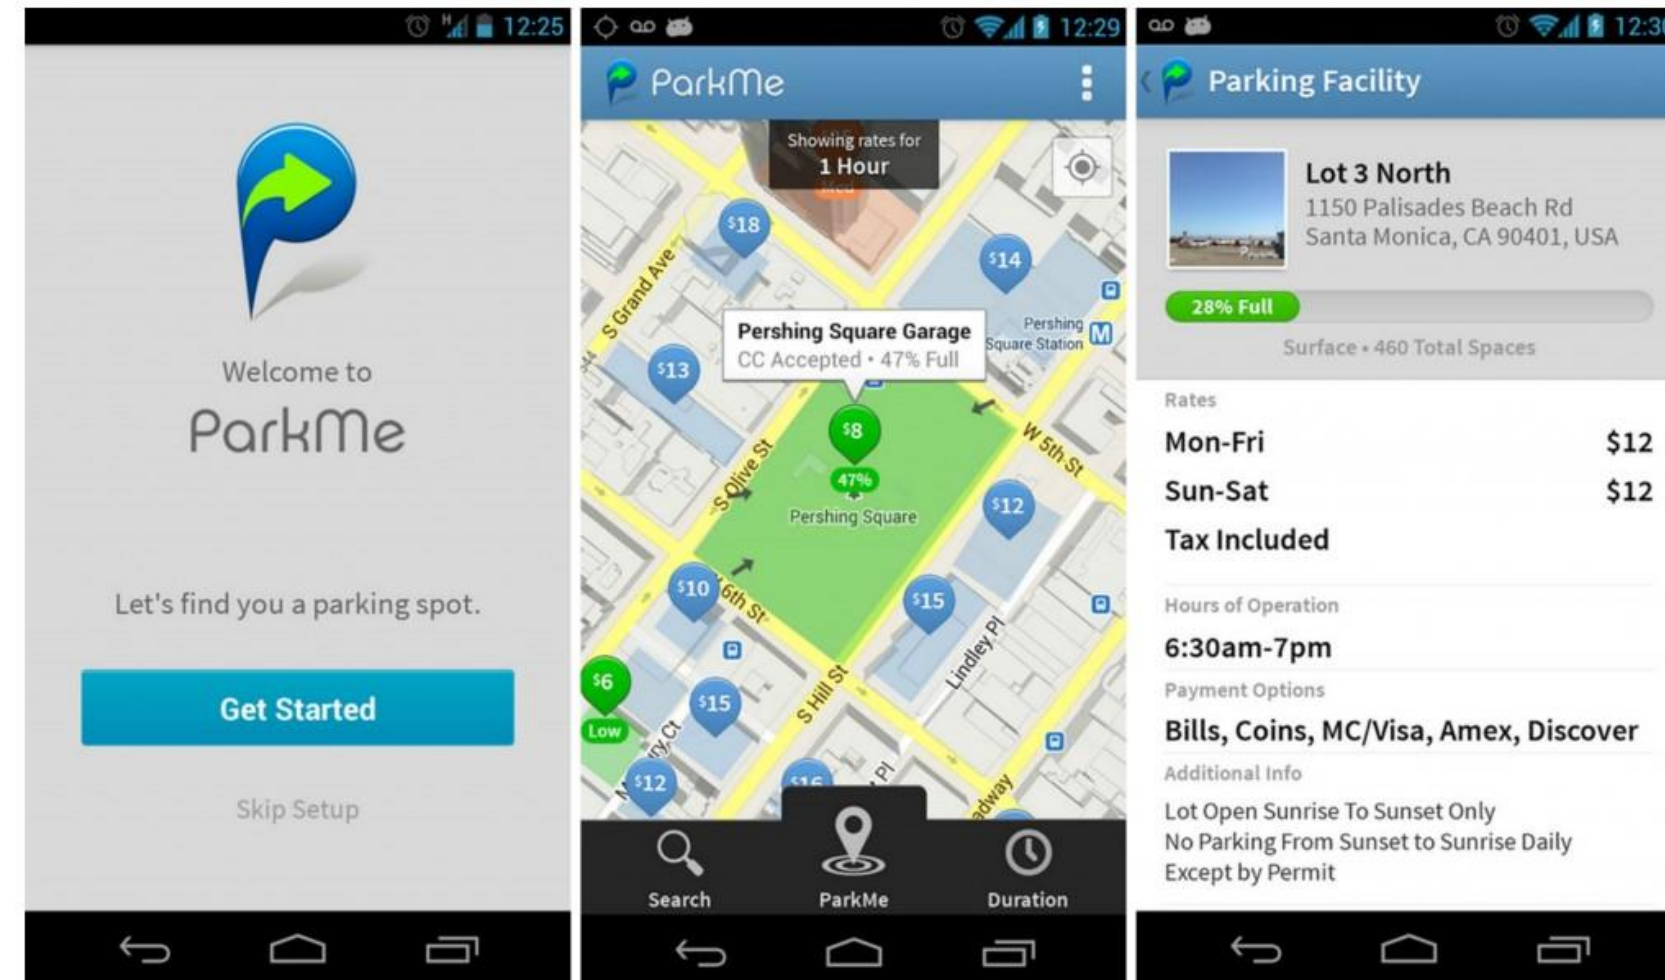 12:25
Welcome to
ParkMe
Let's find you a parking spot.
Get Started
Skip Setup
12:29
ParkMe
Showing rates for
1 Hour
Med
$18
$14
S Grand Ave
Pershing Square Garage
CC Accepted • 47% Full
Pershing
Square Station
M
$13
$8
47%
Pershing Square
W 5th St
S Olive St
$12
$10
6th St
$15
Lindley Pl
$6
Low
$15
S Hill St
$12
$16
Pl
Search
ParkMe
Duration
Parking Facility
Lot 3 North
1150 Palisades Beach Rd
Santa Monica, CA 90401, USA
28% Full
Surface • 460 Total Spaces
Rates
Mon-Fri $12
Sun-Sat $12
Tax Included
Hours of Operation
6:30am-7pm
Payment Options
Bills, Coins, MC/Visa, Amex, Discover
Additional Info
Lot Open Sunrise To Sunset Only
No Parking From Sunset to Sunrise Daily
Except by Permit